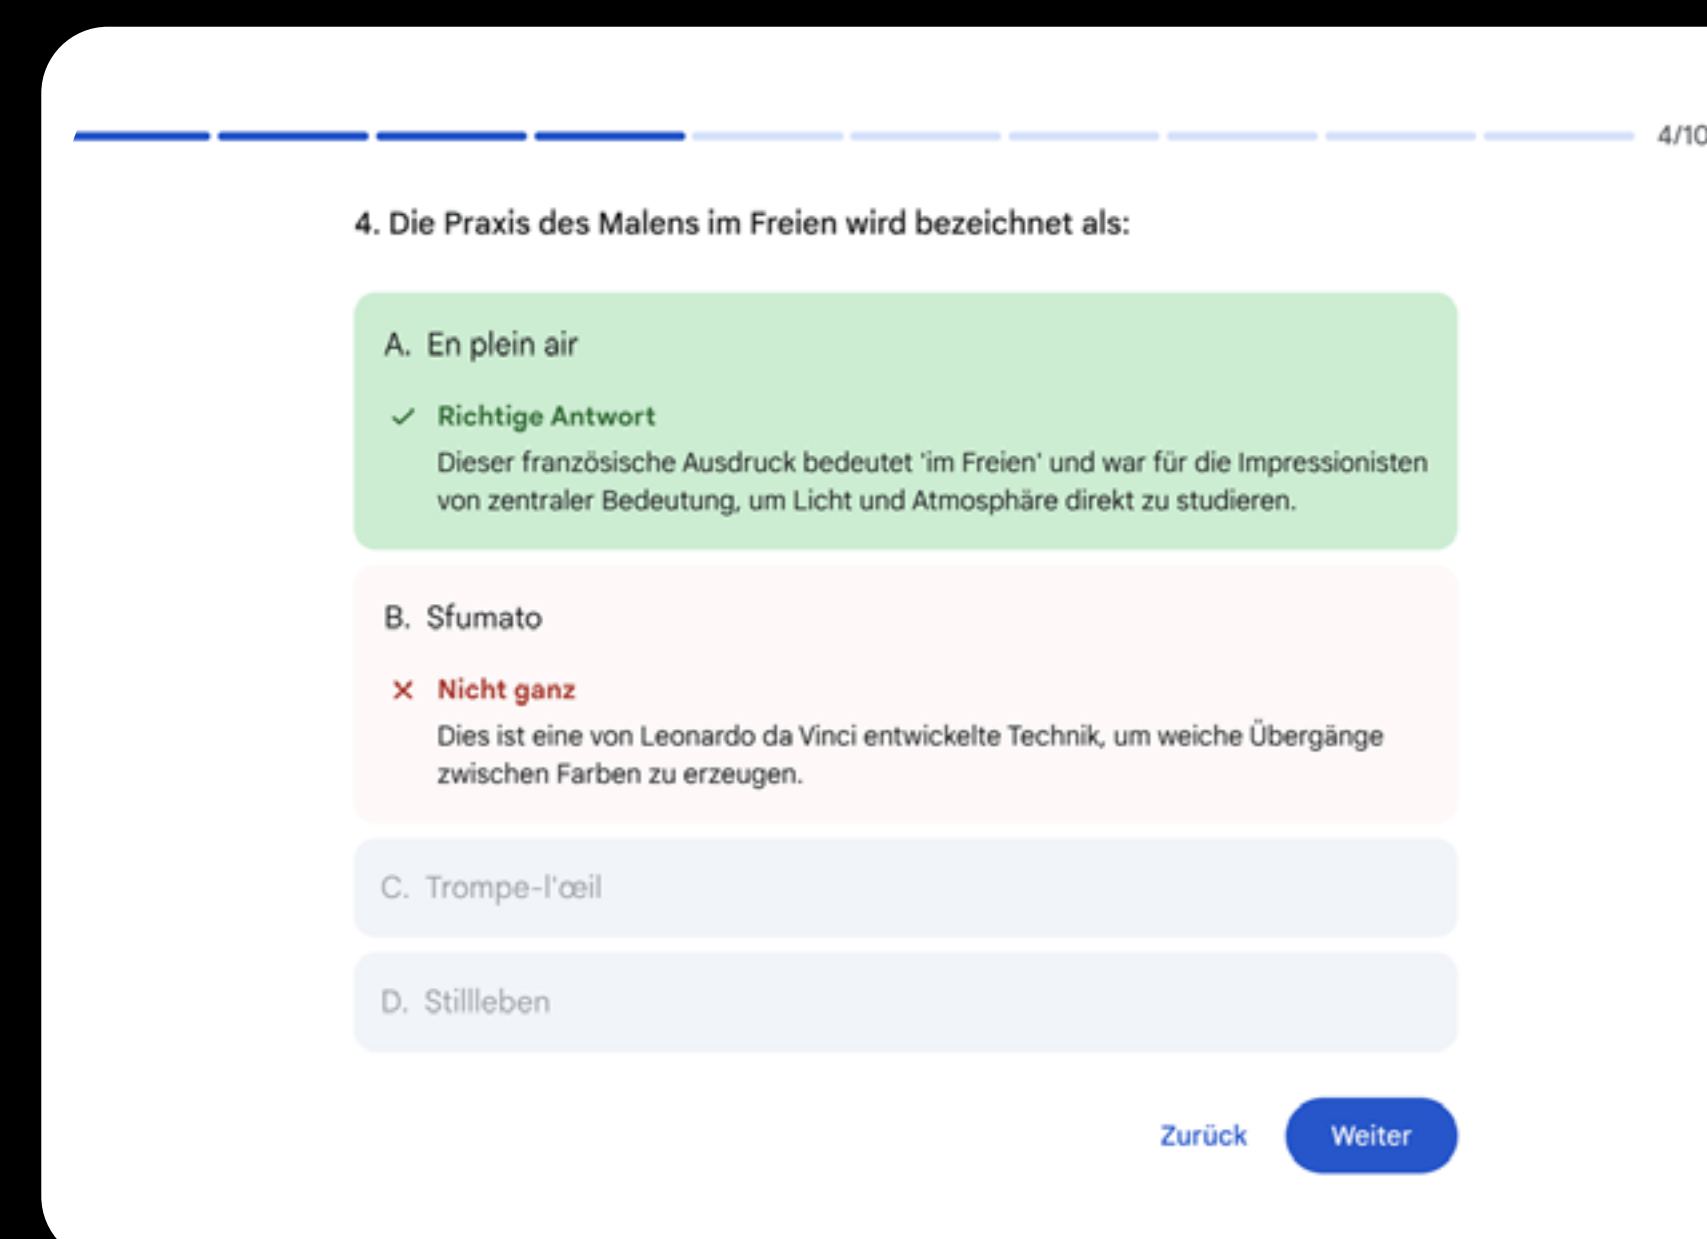 4/10
4. Die Praxis des Malens im Freien wird bezeichnet als:
A. En plein air
Richtige Antwort
Dieser französische Ausdruck bedeutet 'im Freien' und war für die Impressionisten
von zentraler Bedeutung, um Licht und Atmosphäre direkt zu studieren.
B. Sfumato
Nicht ganz
Dies ist eine von Leonardo da Vinci entwickelte Technik, um weiche Übergänge
zwischen Farben zu erzeugen.
C. Trompe-l'œil
D. Stillleben
Zurück Weiter